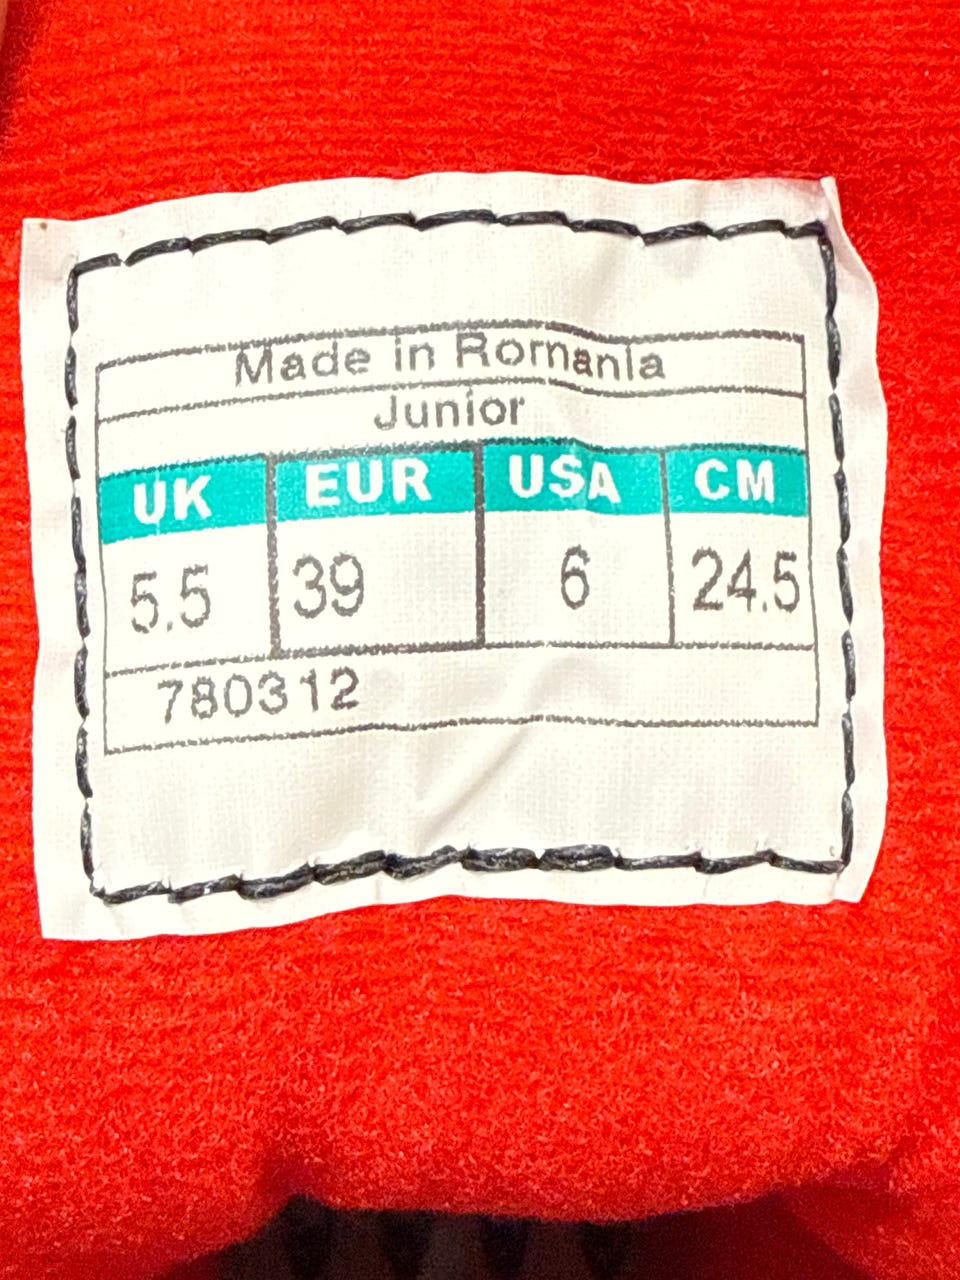 Made in Romania
Junior
UK EUR USA CM
5.5 39 6 24.5
780312